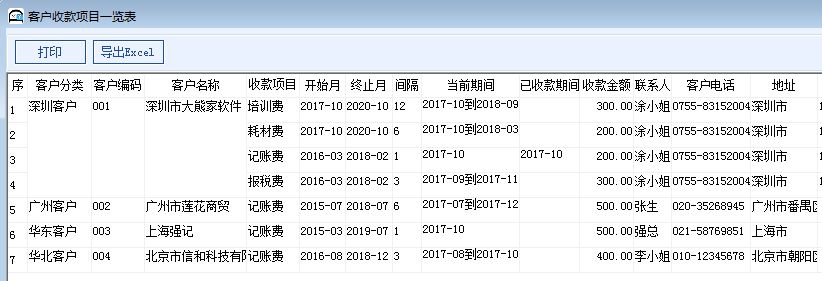 客户收款项目一览表
打印 导出Excel
序 客户分类 客户编码 客户名称 收款项目 开始月 终止月 间隔 当前期间 已收款期间 收款金额 联系人 客户电话 地址
1 深圳客户 001 深圳市大熊家软件 培训费 2017-10 2020-10 12 2017-10到2018-09 300.00 涂小姐 0755-83152004 深圳市
2 耗材费 2017-10 2020-10 6 2017-10到2018-03 200.00 涂小姐 0755-83152004 深圳市
3 记账费 2016-03 2018-02 1 2017-10 2017-10 200.00 涂小姐 0755-83152004 深圳市
4 报税费 2016-03 2018-02 3 2017-09到2017-11 300.00 涂小姐 0755-83152004 深圳市
5 广州客户 002 广州市莲花商贸 记账费 2015-07 2018-07 6 2017-07到2017-12 500.00 张生 020-35268945 广州市番禺区
6 华东客户 003 上海强记 记账费 2015-03 2019-07 1 2017-10 500.00 强总 021-58769851 上海市
7 华北客户 004 北京市信和科技有限 记账费 2016-08 2018-12 3 2017-08到2017-10 400.00 李小姐 010-12345678 北京市朝阳区